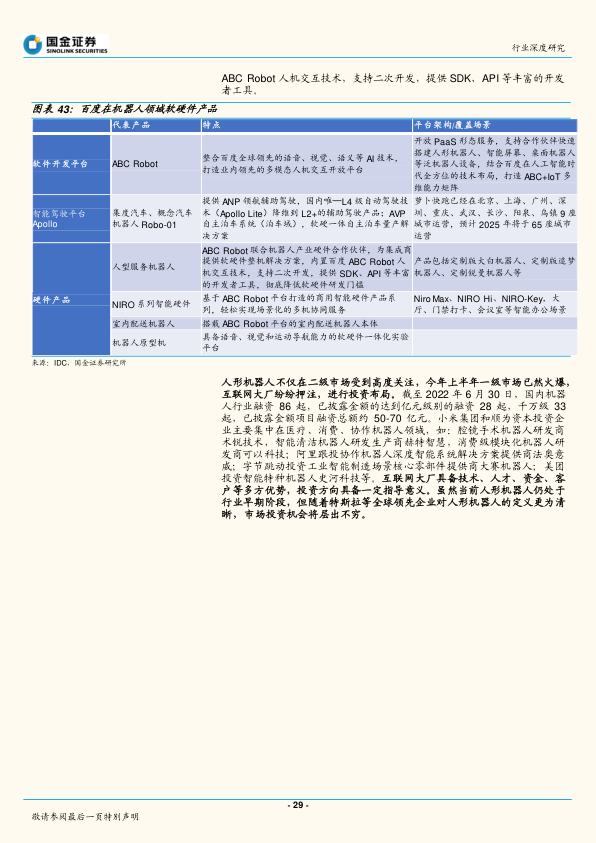 国金证券
SINOLINK SECURITIES
行业深度研究
ABC Robot 人机交互技术，支持二次开发，提供 SDK、API 等丰富的开发
者工具。
图表 43：百度在机器人领域软硬件产品
代表产品 特点 平台架构/覆盖场景
软件开发平台 ABC Robot
整合百度全球领先的语音、视觉、语义等 AI 技术，
打造业内领先的多模态人机交互开放平台
开放 PaaS 形态服务，支持合作伙伴快速
搭建人形机器人、智能屏幕、桌面机器人
等泛机器人设备，结合百度在人工智能时
代全方位的技术布局，打造 ABC+IoT 多
维能力矩阵
智能驾驶平台
Apollo
集度汽车、概念汽车
机器人 Robo-01
提供 ANP 领航辅助驾驶，国内唯一L4 级自动驾驶技
术（Apollo Lite）降维到 L2+的辅助驾驶产品；AVP
自主泊车系统（泊车域），软硬一体自主泊车量产解
决方案
萝卜快跑已经在北京、上海、广州、深
圳、重庆、武汉、长沙、阳泉、乌镇 9 座
城市运营，预计 2025 年将于 65 座城市
运营
硬件产品
人型服务机器人
ABC Robot 联合机器人产业硬件合作伙伴，为集成商
提供软硬件整机解决方案，内置百度 ABC Robot 人
机交互技术，支持二次开发，提供 SDK、API 等丰富
的开发者工具，彻底降低软硬件研发门槛
产品包括定制版大白机器人、定制版逗梦
机器人、定制锐曼机器人等
NIRO 系列智能硬件
基于 ABC Robot 平台打造的商用智能硬件产品系
列，轻松实现场景化的多机协同服务
Niro Max、NIRO Hi、NIRO-Key、大
厅、门禁打卡、会议室等智能办公场景
室内配送机器人 搭载 ABC Robot 平台的室内配送机器人本体
机器人原型机
具备语音、视觉和运动导航能力的软硬件一体化实验
平台
来源：IDC，国金证券研究所
人形机器人不仅在二级市场受到高度关注，今年上半年一级市场已然火爆，
互联网大厂纷纷押注，进行投资布局。截至 2022 年 6 月 30 日，国内机器
人行业融资 86 起，已披露金额的达到亿元级别的融资 28 起，千万级 33
起，已披露金额项目融资总额约 50-70 亿元。小米集团和顺为资本投资企
业主要集中在医疗、消费、协作机器人领域，如：腔镜手术机器人研发商
术锐技术，智能清洁机器人研发生产商赫特智慧，消费级模块化机器人研
发商可以科技；阿里跟投协作机器人深度智能系统解决方案提供商法奥意
威；字节跳动投资工业智能制造场景核心零部件提供商大寰机器人；美团
投资智能特种机器人史河科技等。互联网大厂具备技术、人才、资金、客
户等多方优势，投资方向具备一定指导意义。虽然当前人形机器人仍处于
行业早期阶段，但随着特斯拉等全球领先企业对人形机器人的定义更为清
晰，市场投资机会将层出不穷。
- 29 -
敬请参阅最后一页特别声明